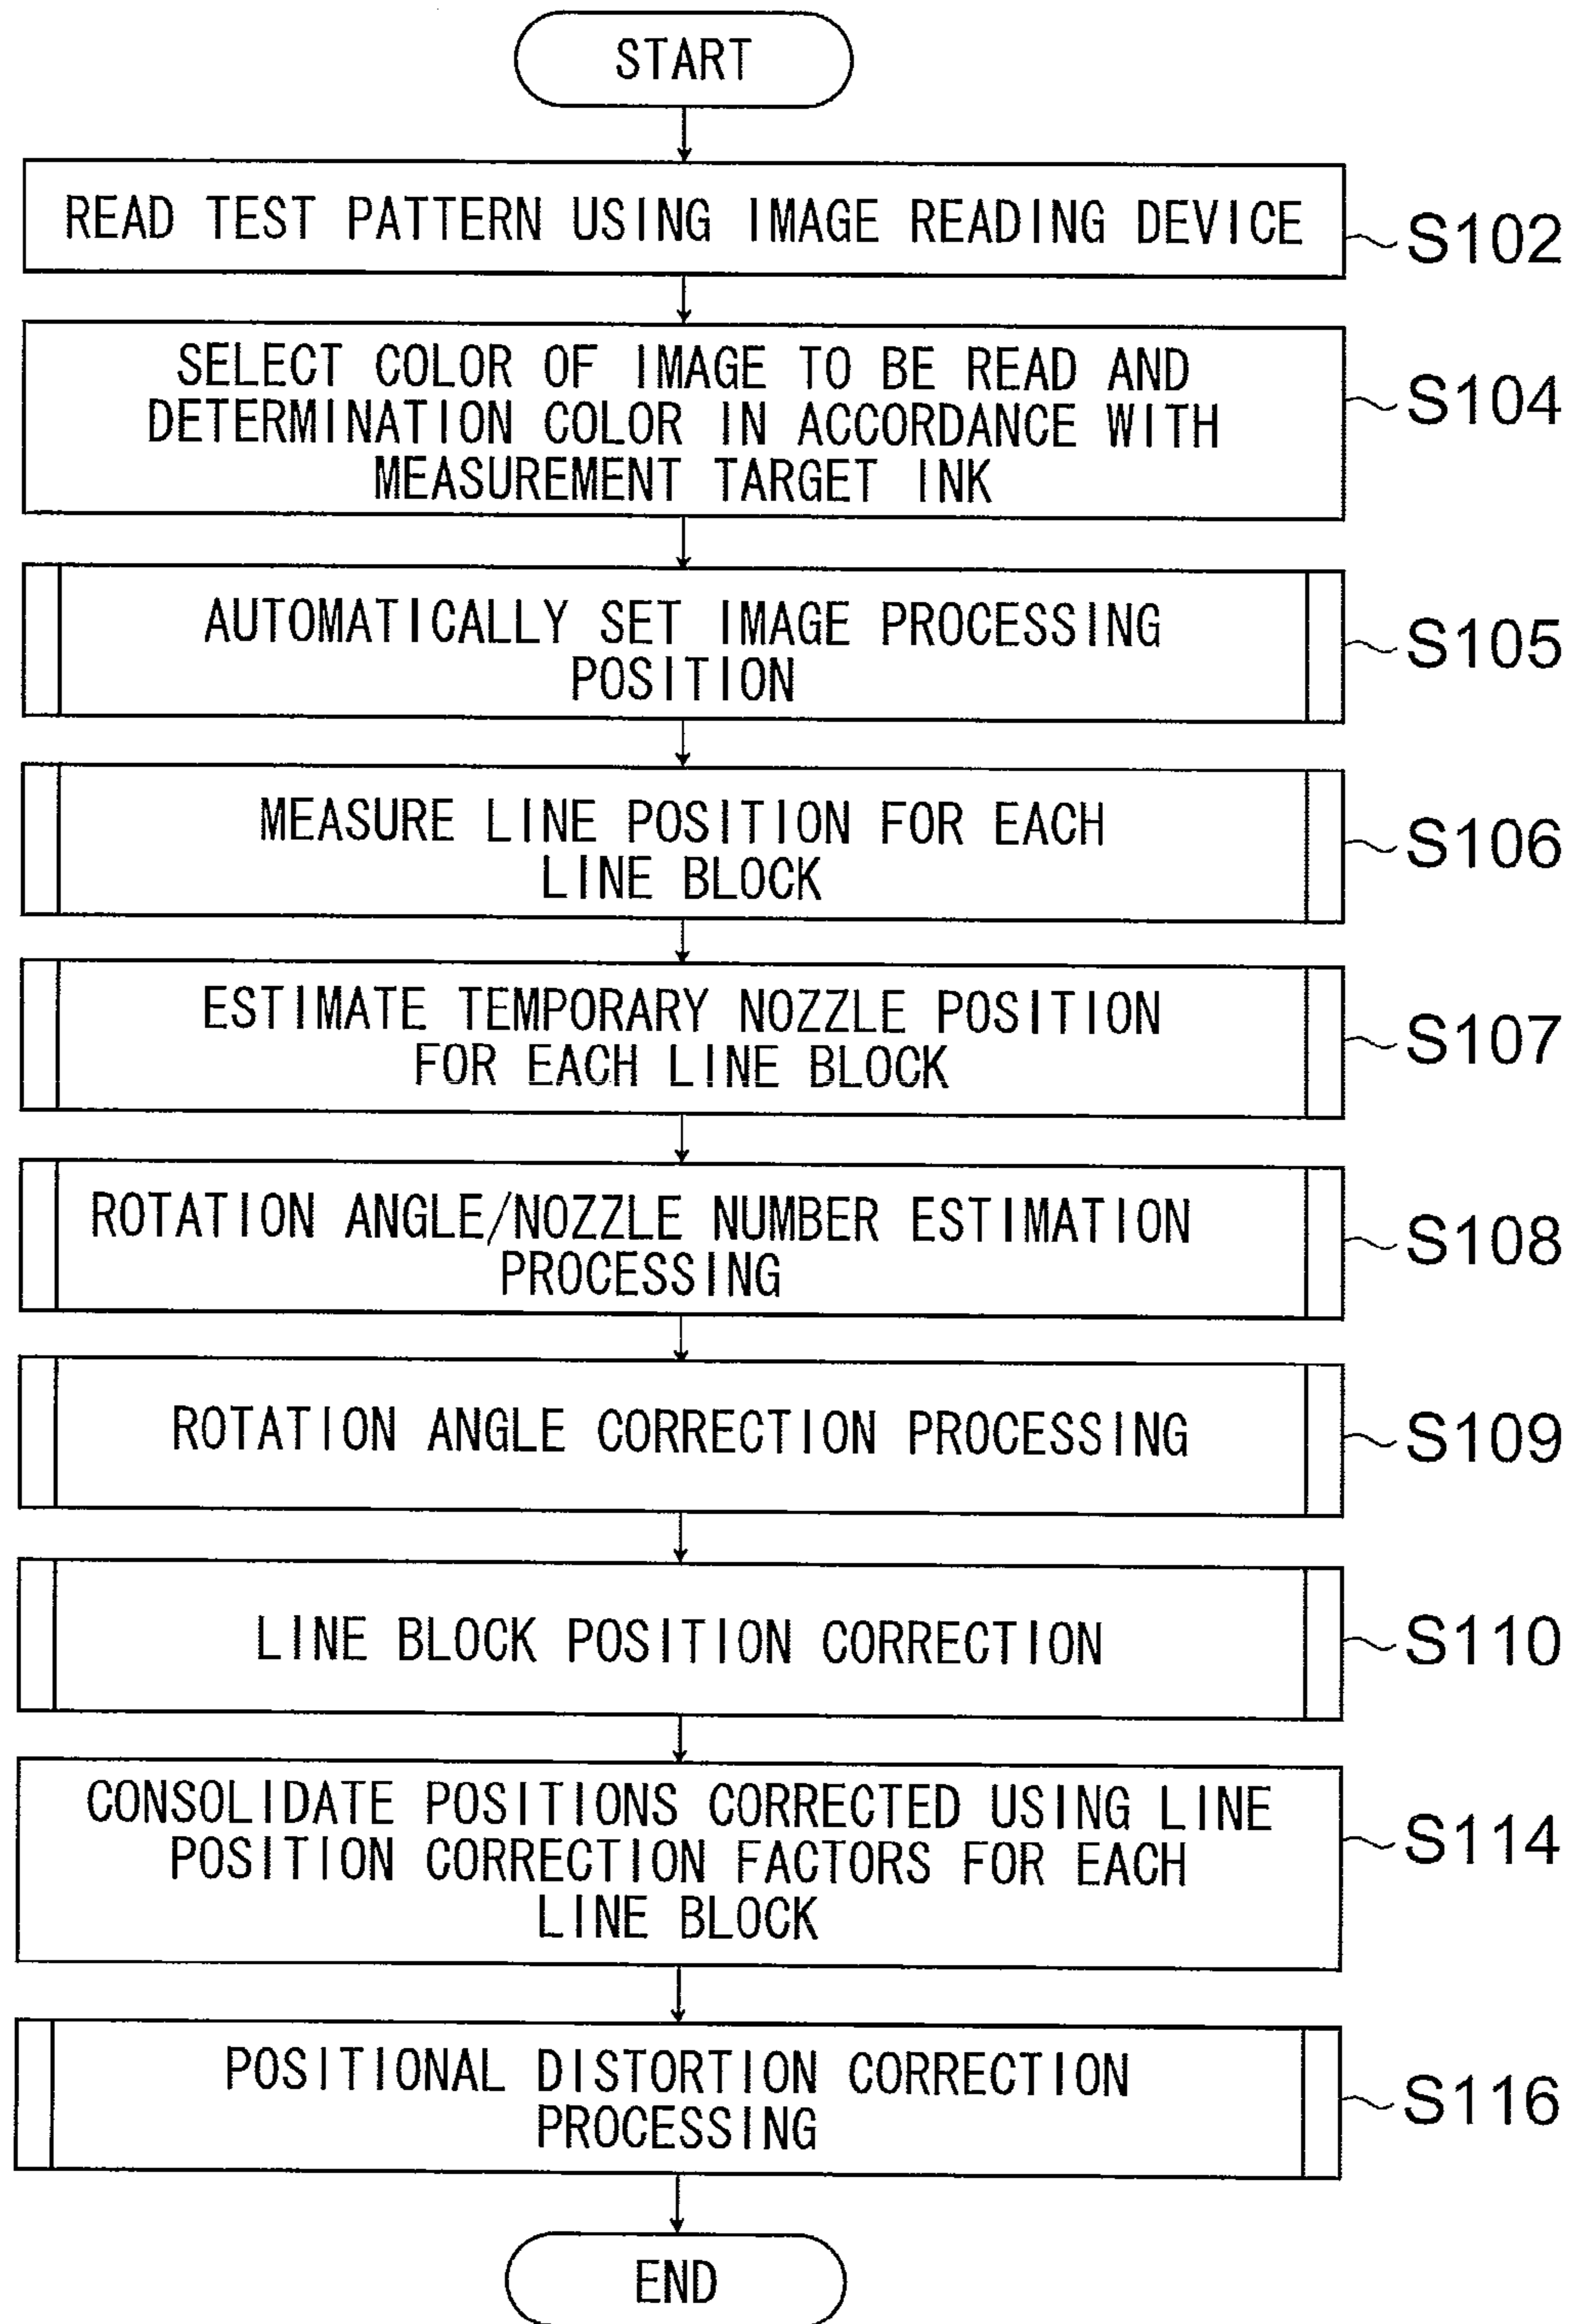 START
READ TEST PATTERN USING IMAGE READING DEVICE
S102
SELECT COLOR OF IMAGE TO BE READ AND
DETERMINATION COLOR IN ACCORDANCE WITH
MEASUREMENT TARGET INK
S104
AUTOMATICALLY SET IMAGE PROCESSING
POSITION
S105
MEASURE LINE POSITION FOR EACH
LINE BLOCK
S106
ESTIMATE TEMPORARY NOZZLE POSITION
FOR EACH LINE BLOCK
S107
ROTATION ANGLE/NOZZLE NUMBER ESTIMATION
PROCESSING
S108
ROTATION ANGLE CORRECTION PROCESSING
S109
LINE BLOCK POSITION CORRECTION
S110
CONSOLIDATE POSITIONS CORRECTED USING LINE
POSITION CORRECTION FACTORS FOR EACH
LINE BLOCK
S114
POSITIONAL DISTORTION CORRECTION
PROCESSING
S116
END